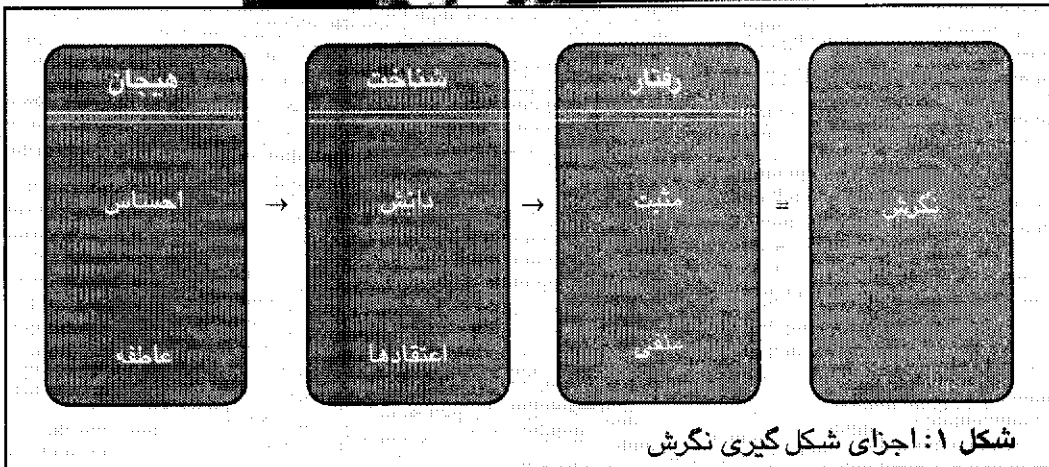 هیجان
احساس
عاطفه
→
شناخت
دانش
اعتقادها
→
رفتار
مثبت
منفی
=
نگرش
شکل ۱: اجزای شکل گیری نگرش